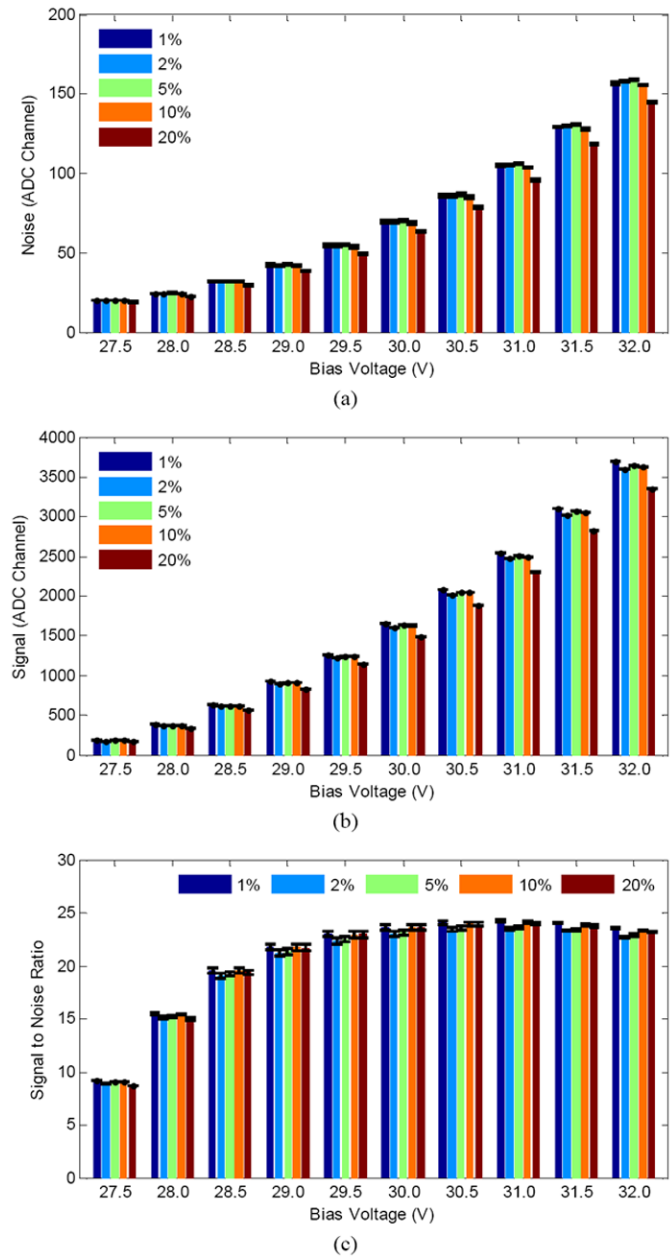 200
150
100
50
0
Noise (ADC Channel)
1%
2%
5%
10%
20%
27.5 28.0 28.5 29.0 29.5 30.0 30.5 31.0 31.5 32.0
Bias Voltage (V)
(a)
4000
3500
3000
2500
2000
1500
1000
500
0
Signal (ADC Channel)
1%
2%
5%
10%
20%
27.5 28.0 28.5 29.0 29.5 30.0 30.5 31.0 31.5 32.0
Bias Voltage (V)
(b)
30
25
20
15
10
5
0
Signal to Noise Ratio
1% 2% 5% 10% 20%
27.5 28.0 28.5 29.0 29.5 30.0 30.5 31.0 31.5 32.0
Bias Voltage (V)
(c)